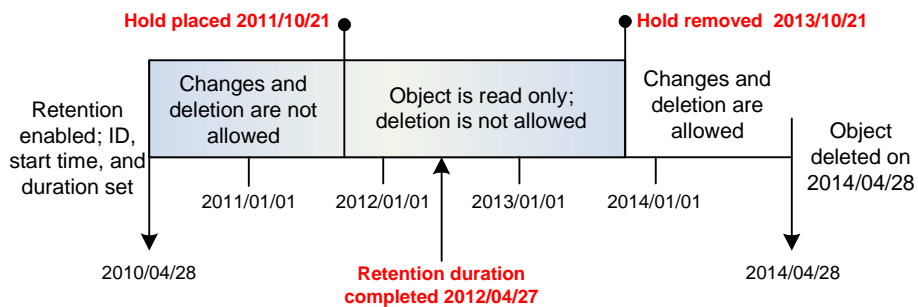 Hold placed 2011/10/21
Hold removed 2013/10/21
Retention
enabled; ID,
start time, and
duration set
Changes and
deletion are not
allowed
Object is read only;
deletion is not allowed
Changes and
deletion are
allowed
Object
deleted on
2014/04/28
2011/01/01
2012/01/01
2013/01/01
2014/01/01
2010/04/28
Retention duration
completed 2012/04/27
2014/04/28